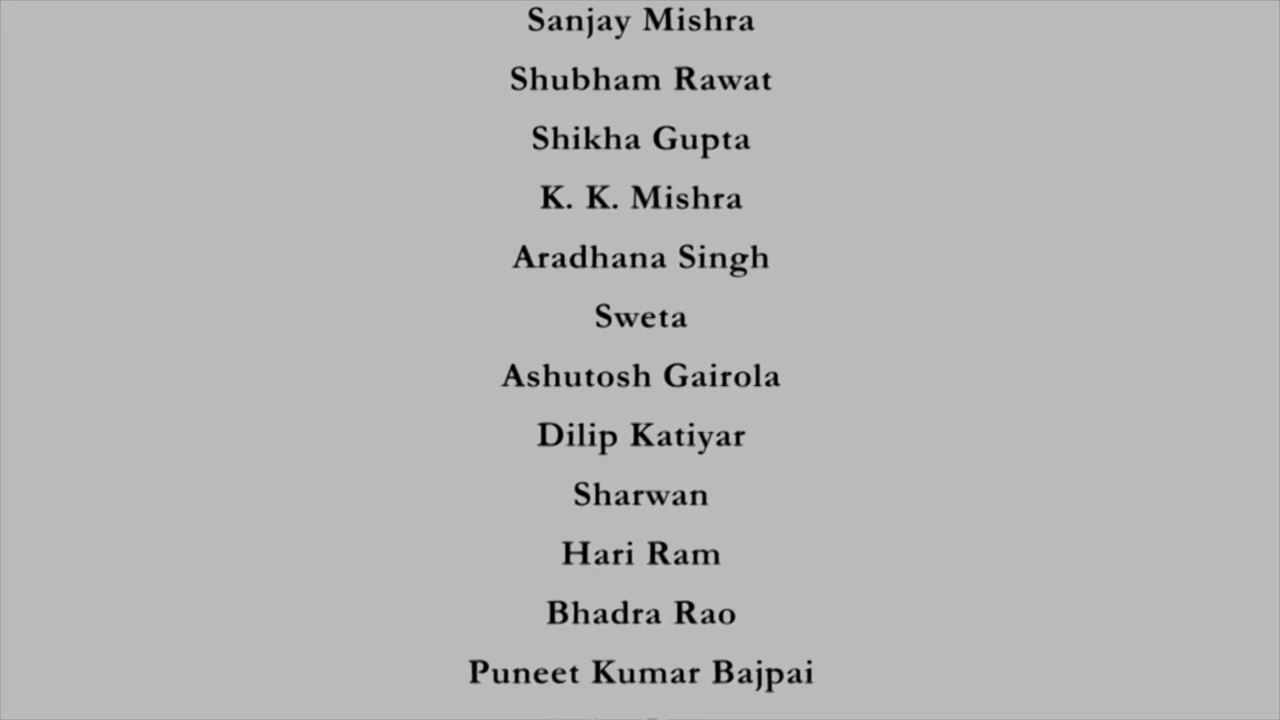 Sanjay Mishra
Shubham Rawat
Shikha Gupta
K. K. Mishra
Aradhana Singh
Sweta
Ashutosh Gairola
Dilip Katiyar
Sharwan
Hari Ram
Bhadra Rao
Puneet Kumar Bajpai